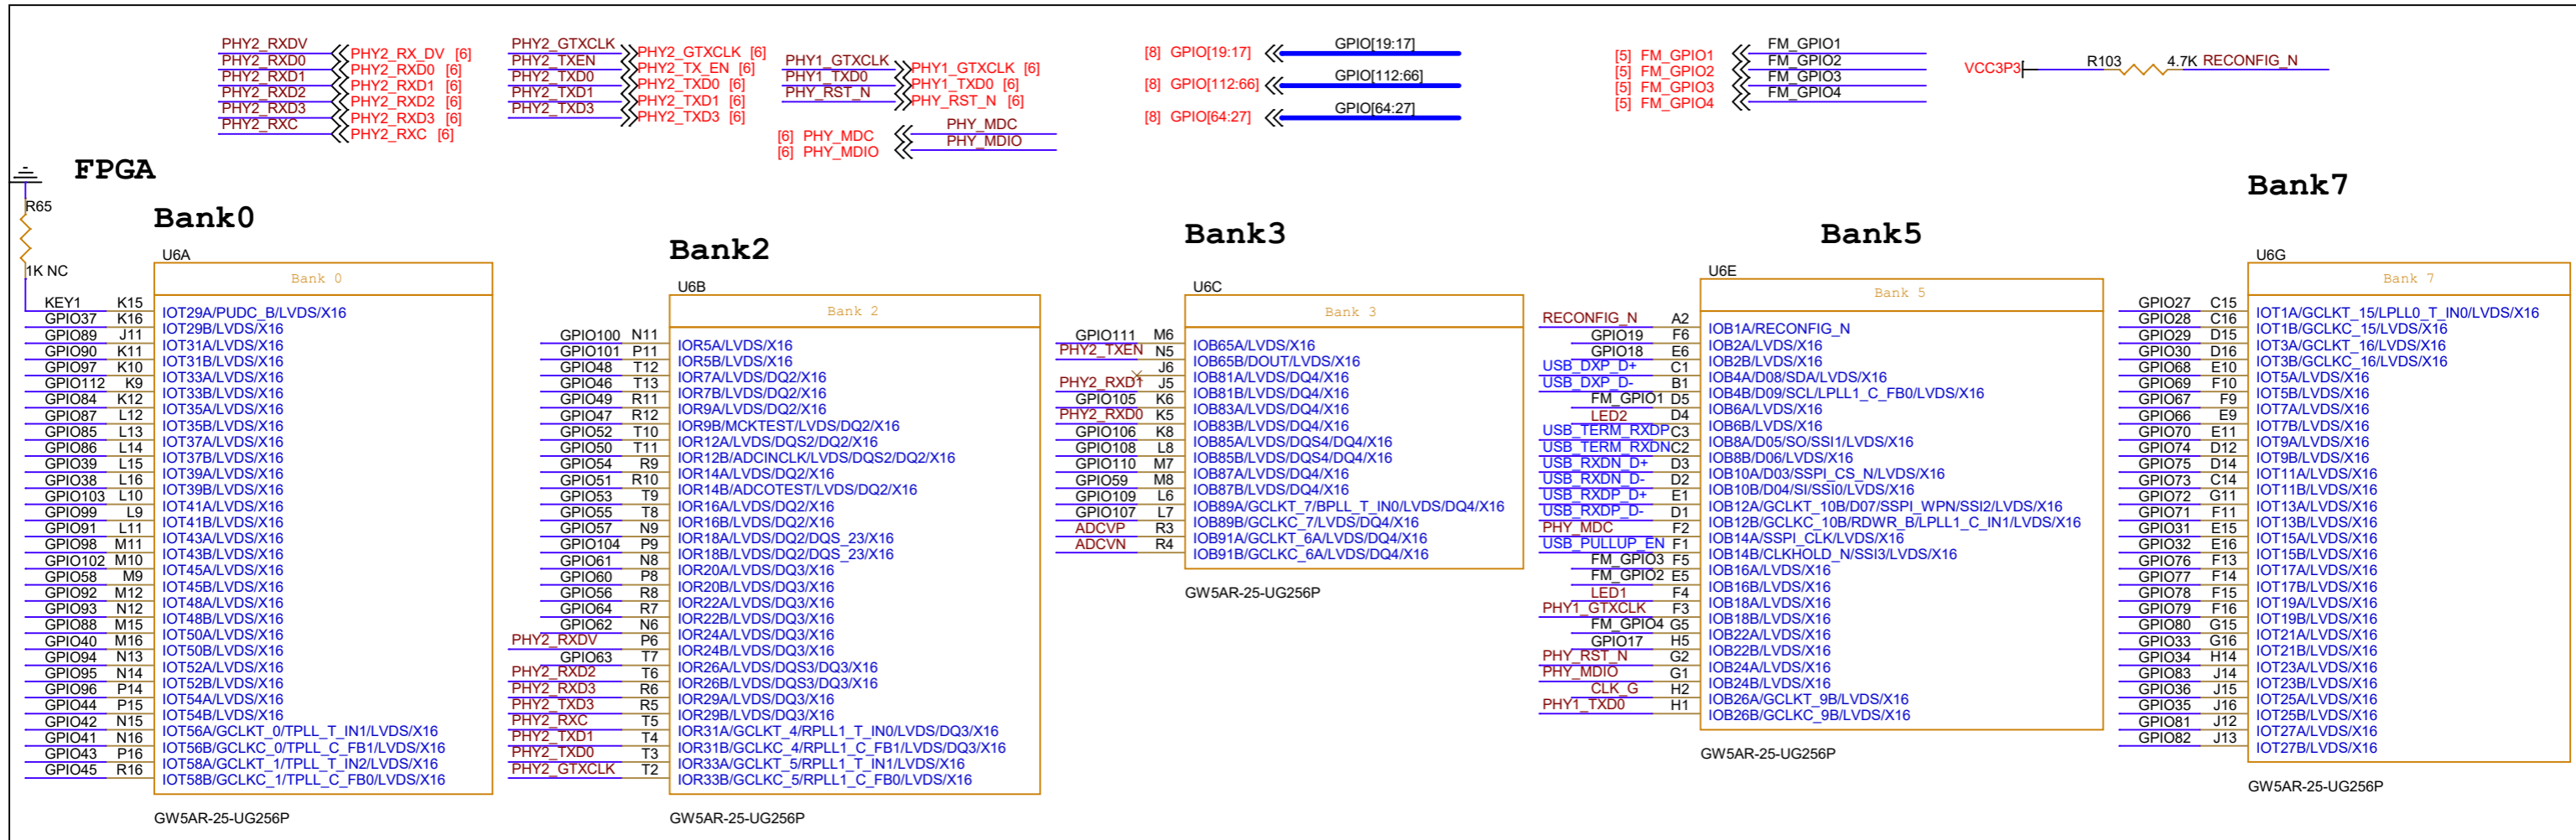 PHY2_RXDV PHY2_RX_DV [6]
PHY2_RXD0 PHY2_RXD0 [6]
PHY2_RXD1 PHY2_RXD1 [6]
PHY2_RXD2 PHY2_RXD2 [6]
PHY2_RXD3 PHY2_RXD3 [6]
PHY2_RXC PHY2_RXC [6]
PHY2_GTXCLK PHY2_GTXCLK [6]
PHY2_TXEN PHY2_TX_EN [6]
PHY2_TXD0 PHY2_TXD0 [6]
PHY2_TXD1 PHY2_TXD1 [6]
PHY2_TXD3 PHY2_TXD3 [6]
PHY1_GTXCLK PHY1_GTXCLK [6]
PHY1_TXD0 PHY1_TXD0 [6]
PHY_RST_N PHY_RST_N [6]
[6] PHY_MDC PHY_MDC
[6] PHY_MDIO PHY_MDIO
[8] GPIO[19:17] GPIO[19:17]
[8] GPIO[112:66] GPIO[112:66]
[8] GPIO[64:27] GPIO[64:27]
[5] FM_GPIO1 FM_GPIO1
[5] FM_GPIO2 FM_GPIO2
[5] FM_GPIO3 FM_GPIO3
[5] FM_GPIO4 FM_GPIO4
VCC3P3 R103 4.7K RECONFIG_N
FPGA
R65
1K NC
Bank0
U6A
Bank 0
KEY1 K15 IOT29A/PUDC_B/LVDS/X16
GPIO37 K16 IOT29B/LVDS/X16
GPIO89 J11 IOT31A/LVDS/X16
GPIO90 K11 IOT31B/LVDS/X16
GPIO97 K10 IOT33A/LVDS/X16
GPIO112 K9 IOT33B/LVDS/X16
GPIO84 K12 IOT35A/LVDS/X16
GPIO87 L12 IOT35B/LVDS/X16
GPIO85 L13 IOT37A/LVDS/X16
GPIO86 L14 IOT37B/LVDS/X16
GPIO39 L15 IOT39A/LVDS/X16
GPIO38 L16 IOT39B/LVDS/X16
GPIO103 L10 IOT41A/LVDS/X16
GPIO99 L9 IOT41B/LVDS/X16
GPIO91 L11 IOT43A/LVDS/X16
GPIO98 M11 IOT43B/LVDS/X16
GPIO102 M10 IOT45A/LVDS/X16
GPIO58 M9 IOT45B/LVDS/X16
GPIO92 M12 IOT48A/LVDS/X16
GPIO93 N12 IOT48B/LVDS/X16
GPIO88 M15 IOT50A/LVDS/X16
GPIO40 M16 IOT50B/LVDS/X16
GPIO94 N13 IOT52A/LVDS/X16
GPIO95 N14 IOT52B/LVDS/X16
GPIO96 P14 IOT54A/LVDS/X16
GPIO44 P15 IOT54B/LVDS/X16
GPIO42 N15 IOT56A/GCLKT_0/TPLL_T_IN1/LVDS/X16
GPIO41 N16 IOT56B/GCLKC_0/TPLL_C_FB1/LVDS/X16
GPIO43 P16 IOT58A/GCLKT_1/TPLL_T_IN2/LVDS/X16
GPIO45 R16 IOT58B/GCLKC_1/TPLL_C_FB0/LVDS/X16
GW5AR-25-UG256P
Bank2
U6B
Bank 2
GPIO100 N11 IOR5A/LVDS/X16
GPIO101 P11 IOR5B/LVDS/X16
GPIO48 T12 IOR7A/LVDS/DQ2/X16
GPIO46 T13 IOR7B/LVDS/DQ2/X16
GPIO49 R11 IOR9A/LVDS/DQ2/X16
GPIO47 R12 IOR9B/MCKTEST/LVDS/DQ2/X16
GPIO52 T10 IOR12A/LVDS/DQS2/DQ2/X16
GPIO50 T11 IOR12B/ADCINCLK/LVDS/DQS2/DQ2/X16
GPIO54 R9 IOR14A/LVDS/DQ2/X16
GPIO51 R10 IOR14B/ADCOTEST/LVDS/DQ2/X16
GPIO53 T9 IOR16A/LVDS/DQ2/X16
GPIO55 T8 IOR16B/LVDS/DQ2/X16
GPIO57 N9 IOR18A/LVDS/DQ2/DQS_23/X16
GPIO104 P9 IOR18B/LVDS/DQ2/DQS_23/X16
GPIO61 N8 IOR20A/LVDS/DQ3/X16
GPIO60 P8 IOR20B/LVDS/DQ3/X16
GPIO56 R8 IOR22A/LVDS/DQ3/X16
GPIO64 R7 IOR22B/LVDS/DQ3/X16
GPIO62 N6 IOR24A/LVDS/DQ3/X16
PHY2_RXDV P6 IOR24B/LVDS/DQ3/X16
GPIO63 T7 IOR26A/LVDS/DQS3/DQ3/X16
PHY2_RXD2 T6 IOR26B/LVDS/DQS3/DQ3/X16
PHY2_RXD3 R6 IOR29A/LVDS/DQ3/X16
PHY2_TXD3 R5 IOR29B/LVDS/DQ3/X16
PHY2_RXC T5 IOR31A/GCLKT_4/RPLL1_T_IN0/LVDS/DQ3/X16
PHY2_TXD1 T4 IOR31B/GCLKC_4/RPLL1_C_FB1/LVDS/DQ3/X16
PHY2_TXD0 T3 IOR33A/GCLKT_5/RPLL1_T_IN1/LVDS/X16
PHY2_GTXCLK T2 IOR33B/GCLKC_5/RPLL1_C_FB0/LVDS/X16
GW5AR-25-UG256P
Bank3
U6C
Bank 3
GPIO111 M6 IOB65A/LVDS/X16
PHY2_TXEN N5 IOB65B/DOUT/LVDS/X16
J6 IOB81A/LVDS/DQ4/X16
PHY2_RXD1 J5 IOB81B/LVDS/DQ4/X16
GPIO105 K6 IOB83A/LVDS/DQ4/X16
PHY2_RXD0 K5 IOB83B/LVDS/DQ4/X16
GPIO106 K8 IOB85A/LVDS/DQS4/DQ4/X16
GPIO108 L8 IOB85B/LVDS/DQS4/DQ4/X16
GPIO110 M7 IOB87A/LVDS/DQ4/X16
GPIO59 M8 IOB87B/LVDS/DQ4/X16
GPIO109 L6 IOB89A/GCLKT_7/BPLL_T_IN0/LVDS/DQ4/X16
GPIO107 L7 IOB89B/GCLKC_7/LVDS/DQ4/X16
ADCVP R3 IOB91A/GCLKT_6A/LVDS/DQ4/X16
ADCVN R4 IOB91B/GCLKC_6A/LVDS/DQ4/X16
GW5AR-25-UG256P
Bank5
U6E
Bank 5
RECONFIG_N A2 IOB1A/RECONFIG_N
GPIO19 F6 IOB2A/LVDS/X16
GPIO18 E6 IOB2B/LVDS/X16
USB_DXP_D+ C1 IOB4A/D08/SDA/LVDS/X16
USB_DXP_D- B1 IOB4B/D09/SCL/LPLL1_C_FB0/LVDS/X16
FM_GPIO1 D5 IOB6A/LVDS/X16
LED2 D4 IOB6B/LVDS/X16
USB_TERM_RXDP C3 IOB8A/D05/SO/SSI1/LVDS/X16
USB_TERM_RXDN C2 IOB8B/D06/LVDS/X16
USB_RXDN_D+ D3 IOB10A/D03/SSPI_CS_N/LVDS/X16
USB_RXDN_D- D2 IOB10B/D04/SI/SSI0/LVDS/X16
USB_RXDP_D+ E1 IOB12A/GCLKT_10B/D07/SSPI_WPN/SSI2/LVDS/X16
USB_RXDP_D- D1 IOB12B/GCLKC_10B/RDWR_B/LPLL1_C_IN1/LVDS/X16
PHY_MDC F2 IOB14A/SSPI_CLK/LVDS/X16
USB_PULLUP_EN F1 IOB14B/CLKHOLD_N/SSI3/LVDS/X16
FM_GPIO3 F5 IOB16A/LVDS/X16
FM_GPIO2 E5 IOB16B/LVDS/X16
LED1 F4 IOB18A/LVDS/X16
PHY1_GTXCLK F3 IOB18B/LVDS/X16
FM_GPIO4 G5 IOB22A/LVDS/X16
GPIO17 H5 IOB22B/LVDS/X16
PHY_RST_N G2 IOB24A/LVDS/X16
PHY_MDIO G1 IOB24B/LVDS/X16
CLK_G H2 IOB26A/GCLKT_9B/LVDS/X16
PHY1_TXD0 H1 IOB26B/GCLKC_9B/LVDS/X16
GW5AR-25-UG256P
Bank7
U6G
Bank 7
GPIO27 C15 IOT1A/GCLKT_15/LPLL0_T_IN0/LVDS/X16
GPIO28 C16 IOT1B/GCLKC_15/LVDS/X16
GPIO29 D15 IOT3A/GCLKT_16/LVDS/X16
GPIO30 D16 IOT3B/GCLKC_16/LVDS/X16
GPIO68 E10 IOT5A/LVDS/X16
GPIO69 F10 IOT5B/LVDS/X16
GPIO67 F9 IOT7A/LVDS/X16
GPIO66 E9 IOT7B/LVDS/X16
GPIO70 E11 IOT9A/LVDS/X16
GPIO74 D12 IOT9B/LVDS/X16
GPIO75 D14 IOT11A/LVDS/X16
GPIO73 C14 IOT11B/LVDS/X16
GPIO72 G11 IOT13A/LVDS/X16
GPIO71 F11 IOT13B/LVDS/X16
GPIO31 E15 IOT15A/LVDS/X16
GPIO32 E16 IOT15B/LVDS/X16
GPIO76 F13 IOT17A/LVDS/X16
GPIO77 F14 IOT17B/LVDS/X16
GPIO78 F15 IOT19A/LVDS/X16
GPIO79 F16 IOT19B/LVDS/X16
GPIO80 G15 IOT21A/LVDS/X16
GPIO33 G16 IOT21B/LVDS/X16
GPIO34 H14 IOT23A/LVDS/X16
GPIO83 J14 IOT23B/LVDS/X16
GPIO36 J15 IOT25A/LVDS/X16
GPIO35 J16 IOT25B/LVDS/X16
GPIO81 J12 IOT27A/LVDS/X16
GPIO82 J13 IOT27B/LVDS/X16
GW5AR-25-UG256P